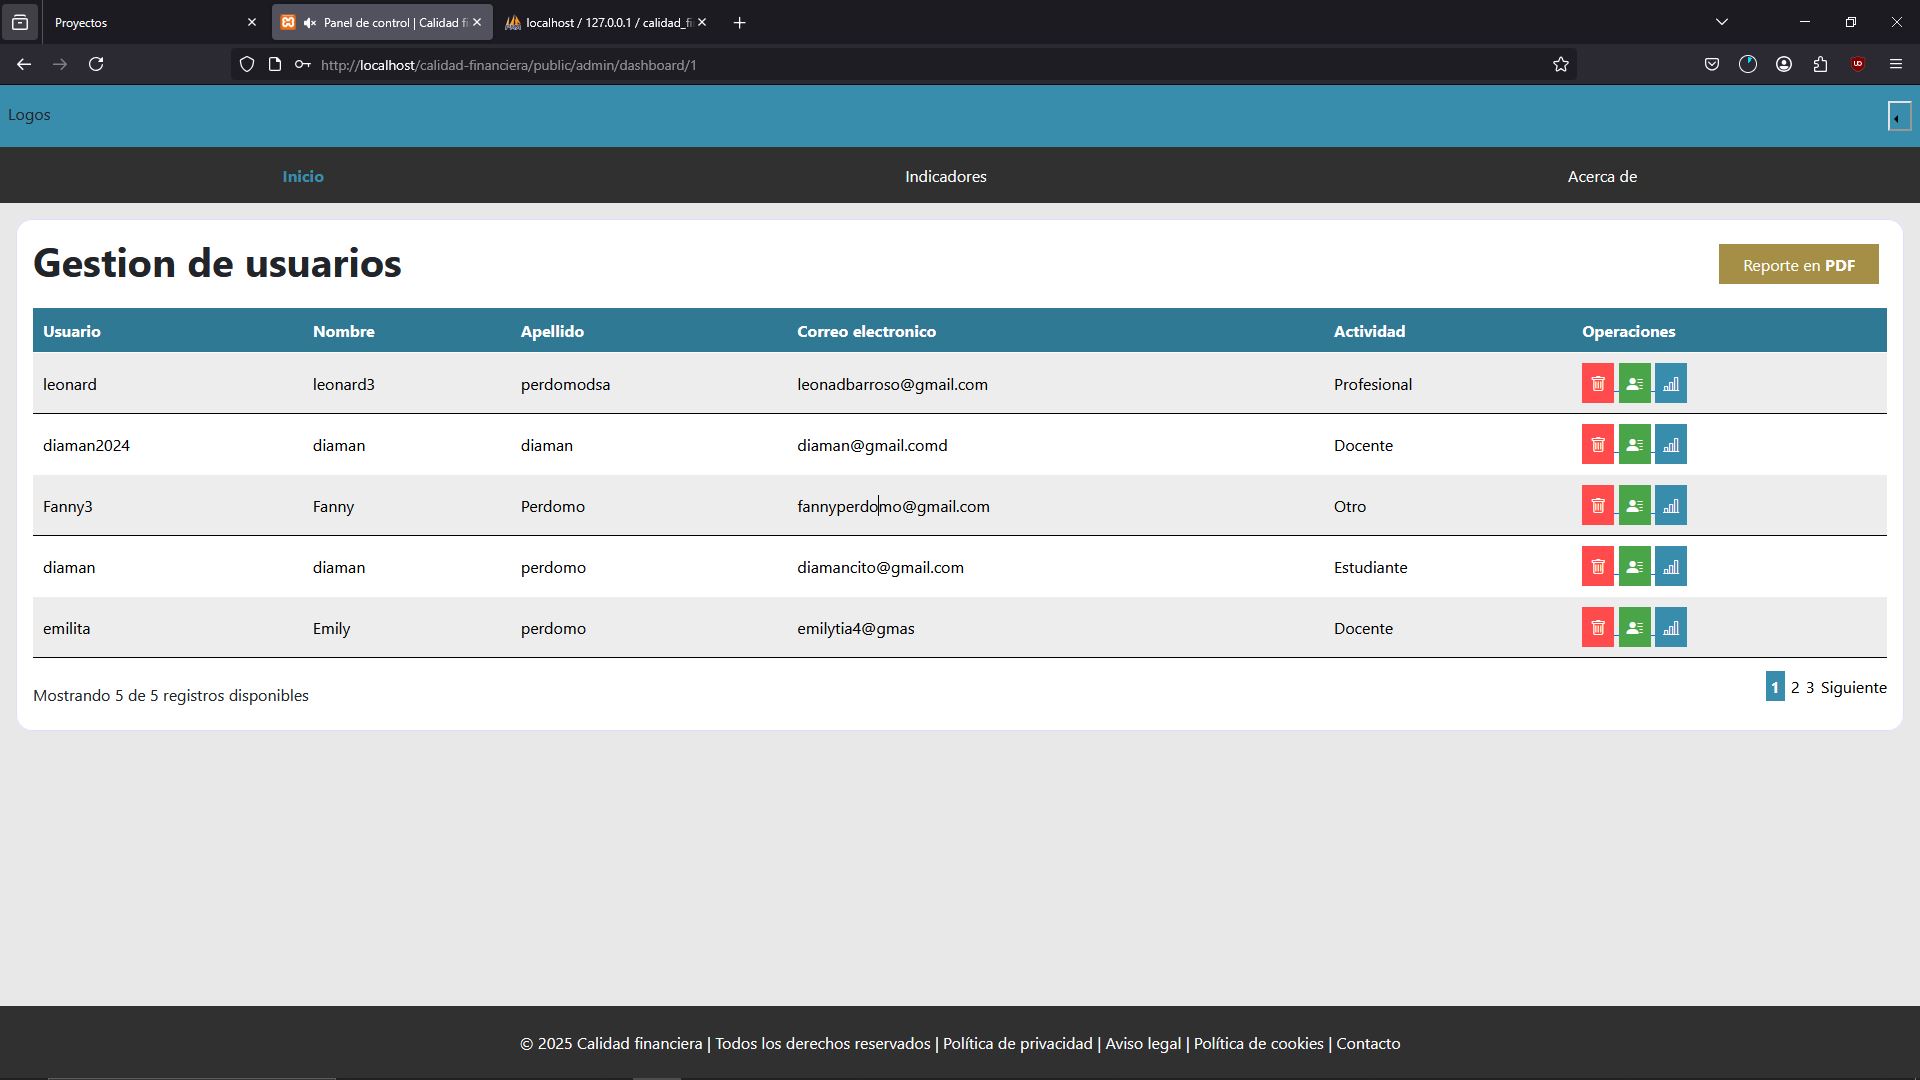 Proyectos
Panel de control | Calidad fi
localhost / 127.0.0.1 / calidad_fi
http://localhost/calidad-financiera/public/admin/dashboard/1
Logos
Inicio Indicadores Acerca de
Gestion de usuarios
Reporte en PDF
Usuario Nombre Apellido Correo electronico Actividad Operaciones
leonard leonard3 perdomodsa leonadbarroso@gmail.com Profesional
diaman2024 diaman diaman diaman@gmail.comd Docente
Fanny3 Fanny Perdomo fannyperdomo@gmail.com Otro
diaman diaman perdomo diamancito@gmail.com Estudiante
emilita Emily perdomo emilytia4@gmas Docente
Mostrando 5 de 5 registros disponibles
1 2 3 Siguiente
© 2025 Calidad financiera | Todos los derechos reservados | Política de privacidad | Aviso legal | Política de cookies | Contacto